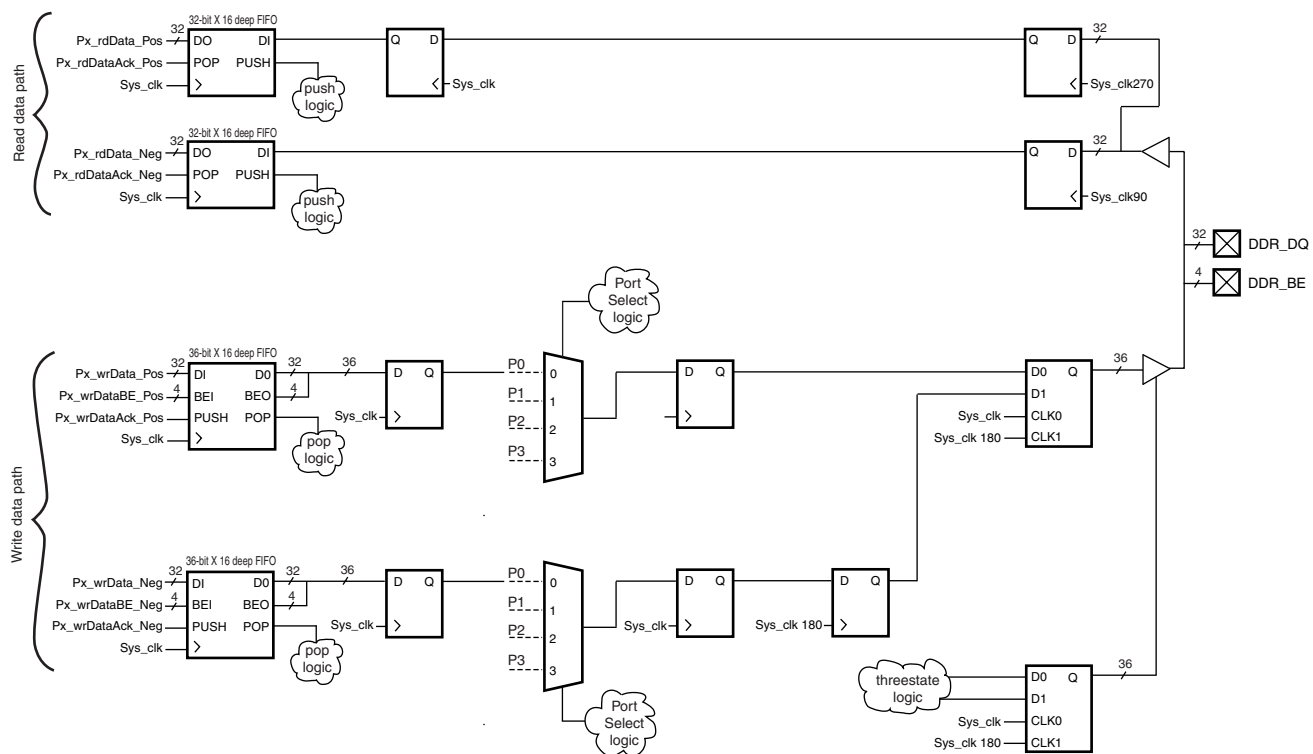 Read data path
32-bit X 16 deep FIFO
Px_rdData_Pos 32 DO DI
Px_rdDataAck_Pos POP PUSH
Sys_clk
push
logic
Q D
Sys_clk
Q D 32
Sys_clk270
32-bit X 16 deep FIFO
Px_rdData_Neg 32 DO DI
Px_rdDataAck_Neg POP PUSH
Sys_clk
push
logic
Q D 32
Sys_clk90
32 DDR_DQ
4 DDR_BE
Port
Select
logic
Write data path
36-bit X 16 deep FIFO
Px_wrData_Pos 32 DI D0 32 36
Px_wrDataBE_Pos 4 BEI BEO 4
Px_wrDataAck_Pos PUSH POP
Sys_clk
pop
logic
D Q
Sys_clk
P0 0
P1 1
P2 2
P3 3
D Q
D0 Q 36
D1
Sys_clk CLK0
Sys_clk 180 CLK1
36-bit X 16 deep FIFO
Px_wrData_Neg 32 DI D0 32 36
Px_wrDataBE_Neg 4 BEI BEO 4
Px_wrDataAck_Neg PUSH POP
Sys_clk
pop
logic
D Q
Sys_clk
P0 0
P1 1
P2 2
P3 3
D Q
Sys_clk
D Q
Sys_clk 180
Port
Select
logic
threestate
logic
D0 Q 36
D1
Sys_clk CLK0
Sys_clk 180 CLK1